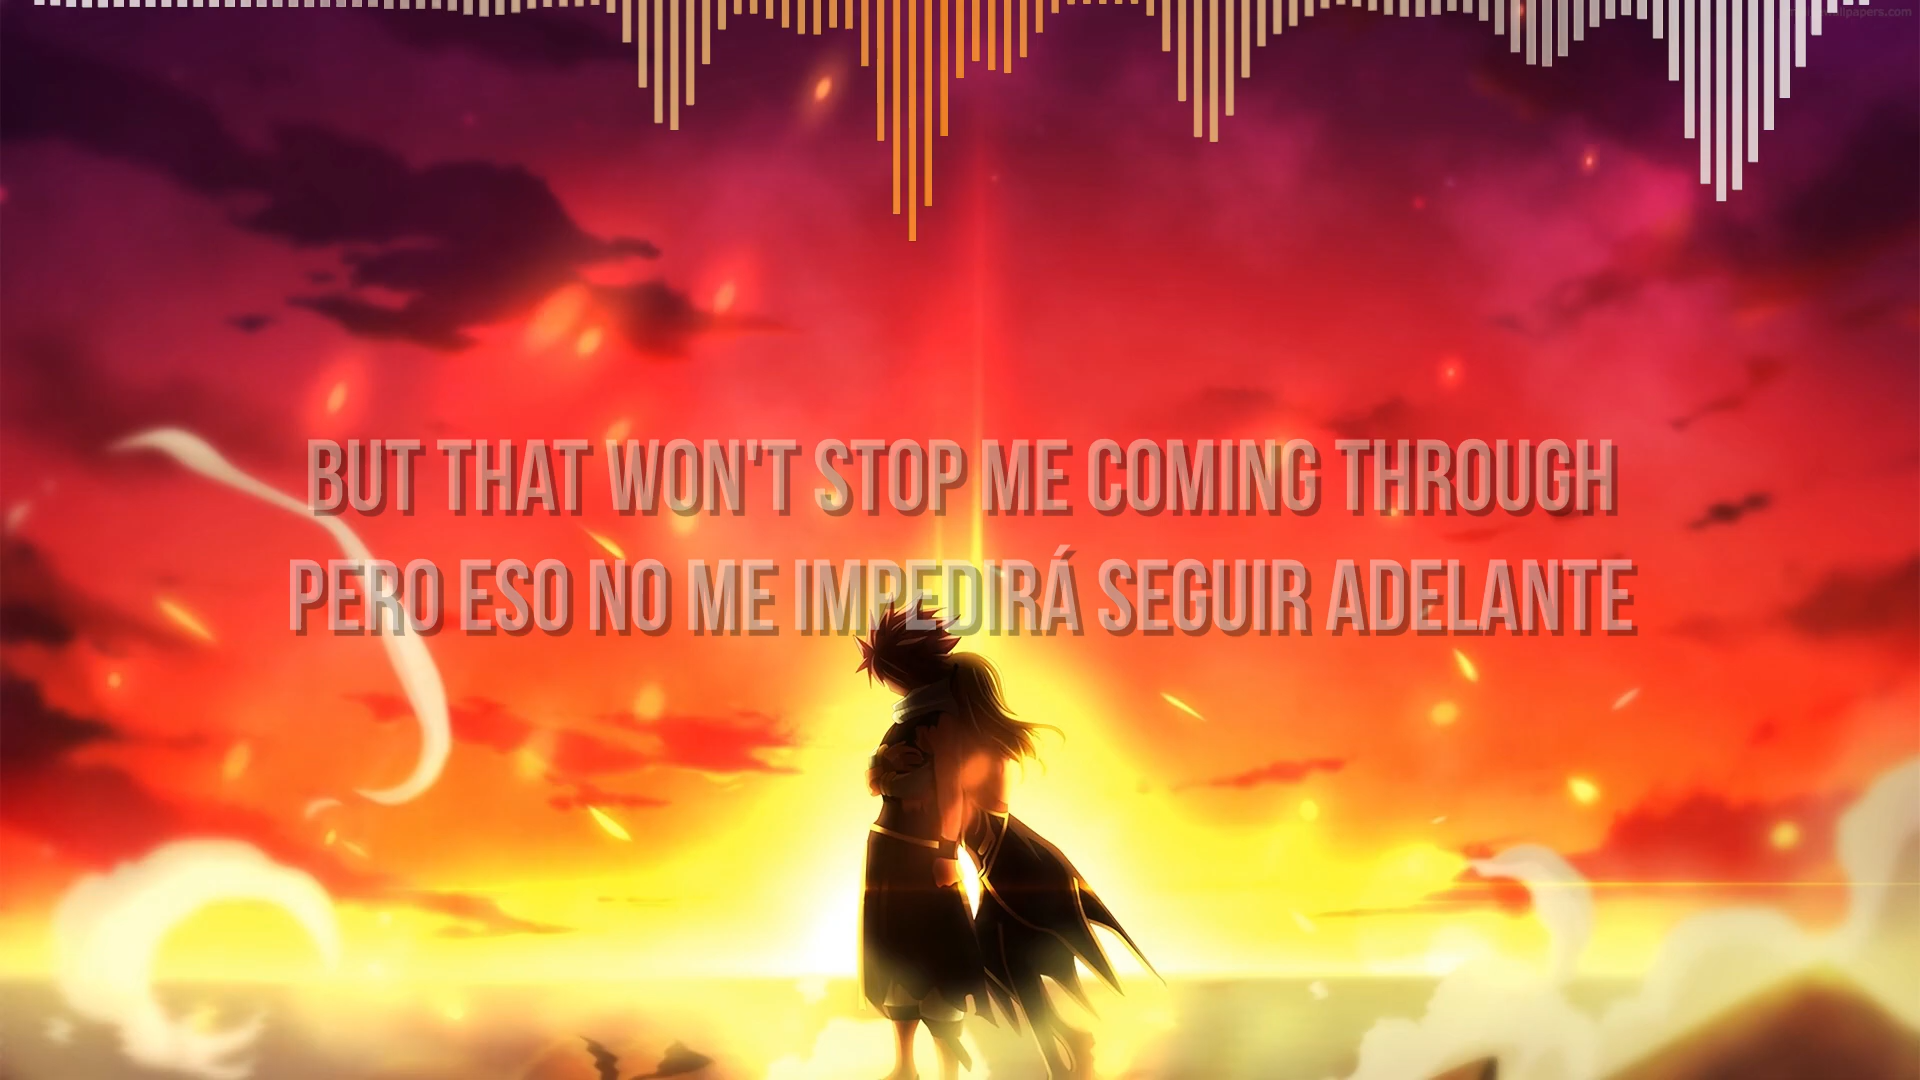 BUT THAT WON'T STOP ME COMING THROUGH
PERO ESO NO ME IMPEDIRÁ SEGUIR ADELANTE